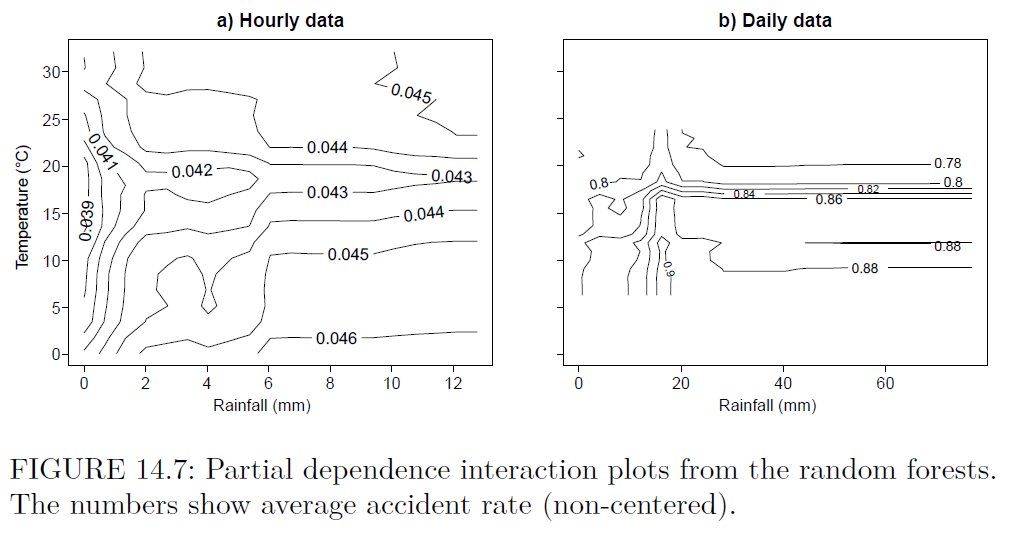 a) Hourly data
b) Daily data
Temperature (°C)
30
25
20
15
10
5
0
0.045
0.041
0.044
0.042
0.043
0.043
0.039
0.044
0.045
0.046
0 2 4 6 8 10 12
Rainfall (mm)
0.78
0.8
0.8
0.82
0.84
0.86
0.88
0.88
0.9
0 20 40 60
Rainfall (mm)
FIGURE 14.7: Partial dependence interaction plots from the random forests.
The numbers show average accident rate (non-centered).